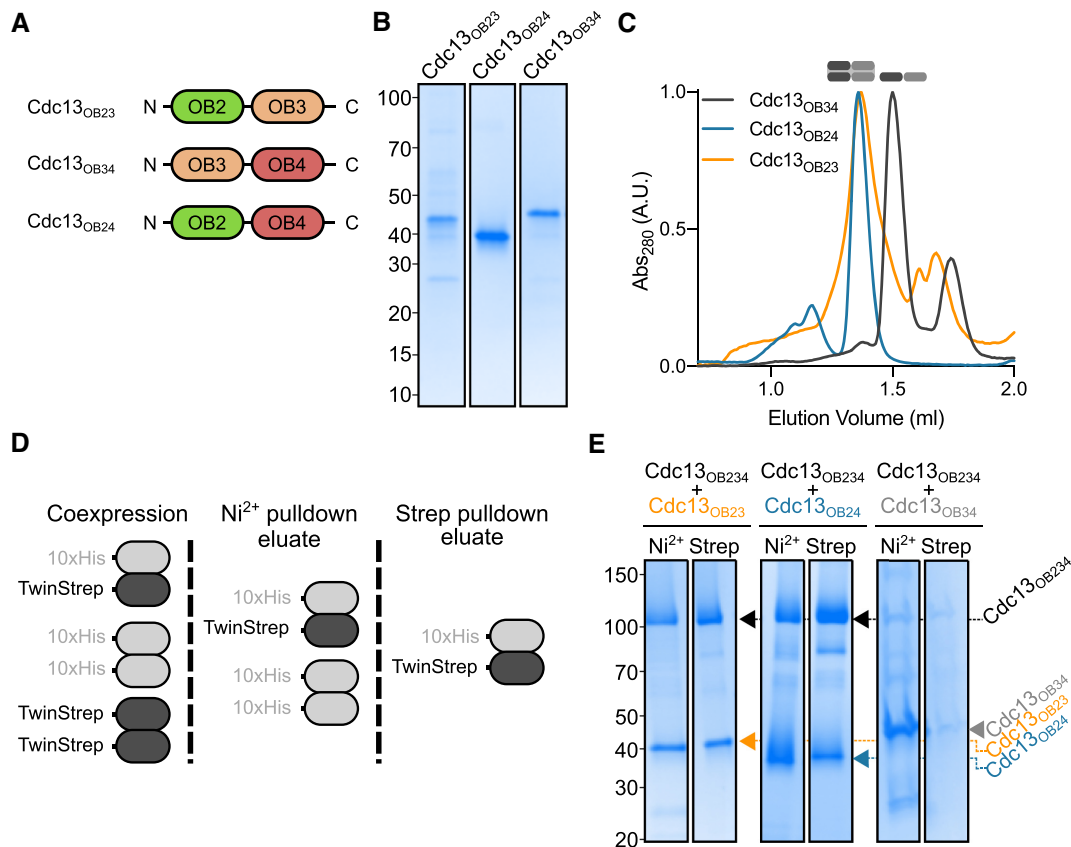 A
Cdc13OB23 N OB2 OB3 C
Cdc13OB34 N OB3 OB4 C
Cdc13OB24 N OB2 OB4 C
B
Cdc13OB23 Cdc13OB24 Cdc13OB34
100
70
50
40
30
20
15
10
C
Cdc13OB34
Cdc13OB24
Cdc13OB23
1.0
0.5
0.0
Abs280 (A.U.)
1.0 1.5 2.0
Elution Volume (ml)
D
Coexpression
10xHis
TwinStrep
10xHis
10xHis
TwinStrep
TwinStrep
Ni2+ pulldown
eluate
10xHis
TwinStrep
10xHis
10xHis
Strep pulldown
eluate
10xHis
TwinStrep
E
Cdc13OB234 Cdc13OB234 Cdc13OB234
+ + +
Cdc13OB23 Cdc13OB24 Cdc13OB34
Ni2+ Strep Ni2+ Strep Ni2+ Strep
150
100
70
50
40
30
20
Cdc13OB234
Cdc13OB34
Cdc13OB23
Cdc13OB24